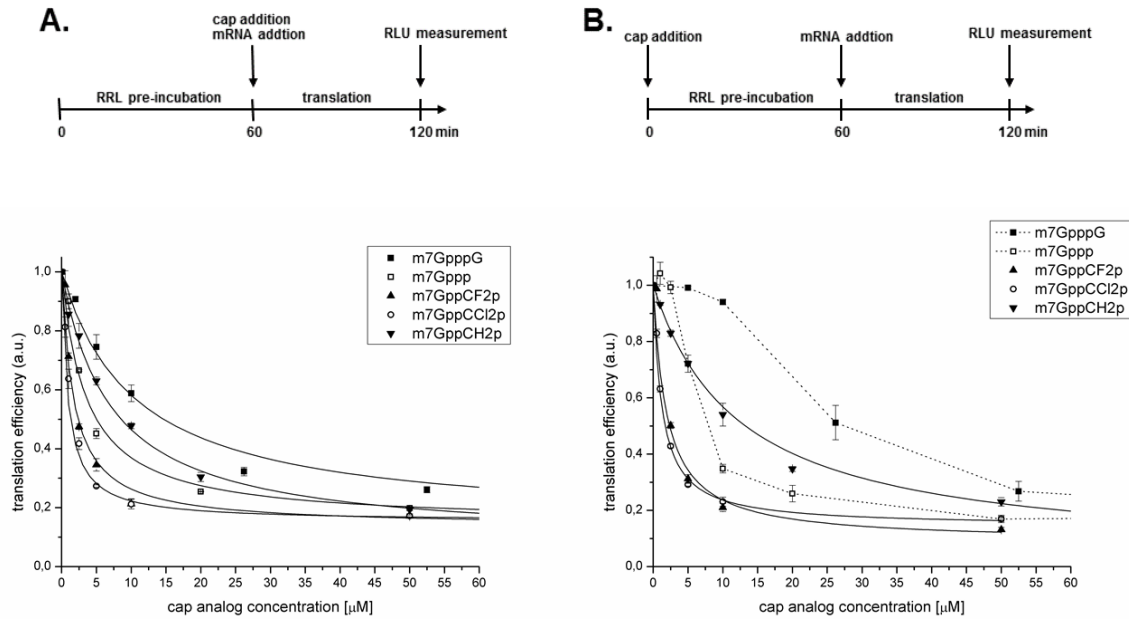 A.
cap addition
mRNA addtion
RLU measurement
RRL pre-incubation
translation
0
60
120 min
B.
cap addition
mRNA addtion
RLU measurement
RRL pre-incubation
translation
0
60
120 min
m7GpppG
m7Gppp
m7GppCF2p
m7GppCCl2p
m7GppCH2p
1,0
0,8
0,6
0,4
0,2
0,0
translation efficiency (a.u.)
0 5 10 15 20 25 30 35 40 45 50 55 60
cap analog concentration [µM]
m7GpppG
m7Gppp
m7GppCF2p
m7GppCCl2p
m7GppCH2p
1,0
0,8
0,6
0,4
0,2
0,0
translation efficiency (a.u.)
0 5 10 15 20 25 30 35 40 45 50 55 60
cap analog concentration [µM]